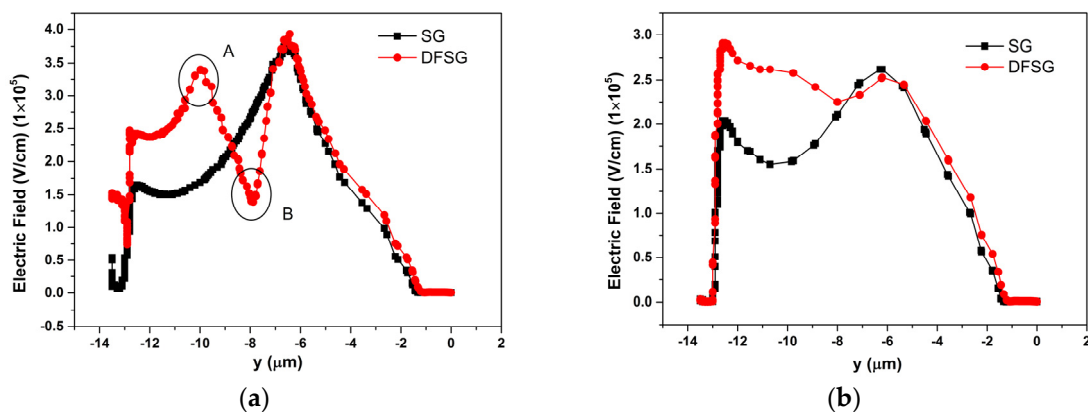 SG
DFSG
A
B
Electric Field (V/cm) (1×10⁵)
4.0
3.5
3.0
2.5
2.0
1.5
1.0
0.5
0.0
-0.5
-14 -12 -10 -8 -6 -4 -2 0 2
y (μm)
(a)
SG
DFSG
Electric Field (V/cm) (1×10⁵)
3.0
2.5
2.0
1.5
1.0
0.5
0.0
-14 -12 -10 -8 -6 -4 -2 0 2
y (μm)
(b)